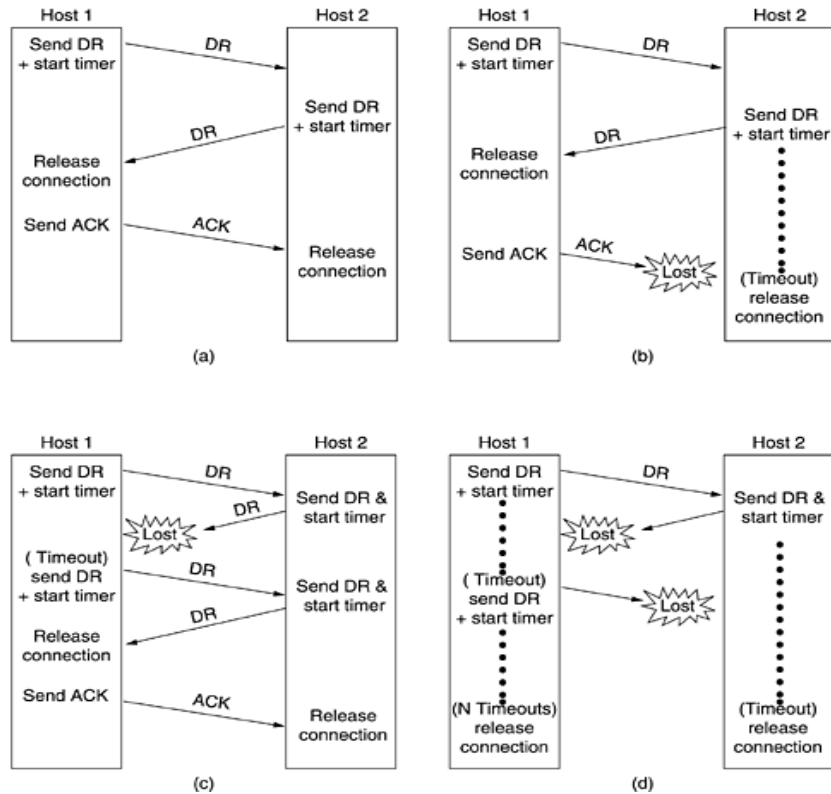 Host 1
Host 2
Send DR
+ start timer
DR
Send DR
+ start timer
DR
Release
connection
Send ACK
ACK
Release
connection
(a)
Host 1
Host 2
Send DR
+ start timer
DR
Send DR
+ start timer
DR
Release
connection
Send ACK
ACK
Lost
(Timeout)
release
connection
(b)
Host 1
Host 2
Send DR
+ start timer
DR
Send DR &
start timer
DR
Lost
( Timeout)
send DR
+ start timer
DR
Send DR &
start timer
DR
Release
connection
Send ACK
ACK
Release
connection
(c)
Host 1
Host 2
Send DR
+ start timer
DR
Send DR &
start timer
Lost
( Timeout)
send DR
+ start timer
Lost
(N Timeouts)
release
connection
(Timeout)
release
connection
(d)